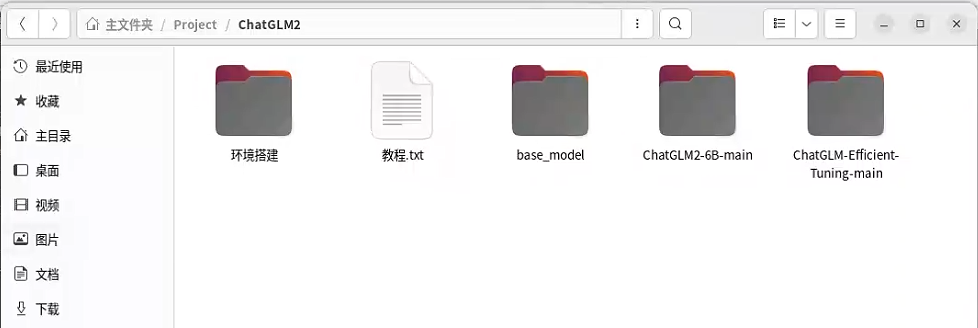 主文件夹 / Project / ChatGLM2
最近使用
收藏
主目录
桌面
视频
图片
文档
下载
环境搭建
教程.txt
base_model
ChatGLM2-6B-main
ChatGLM-Efficient-
Tuning-main